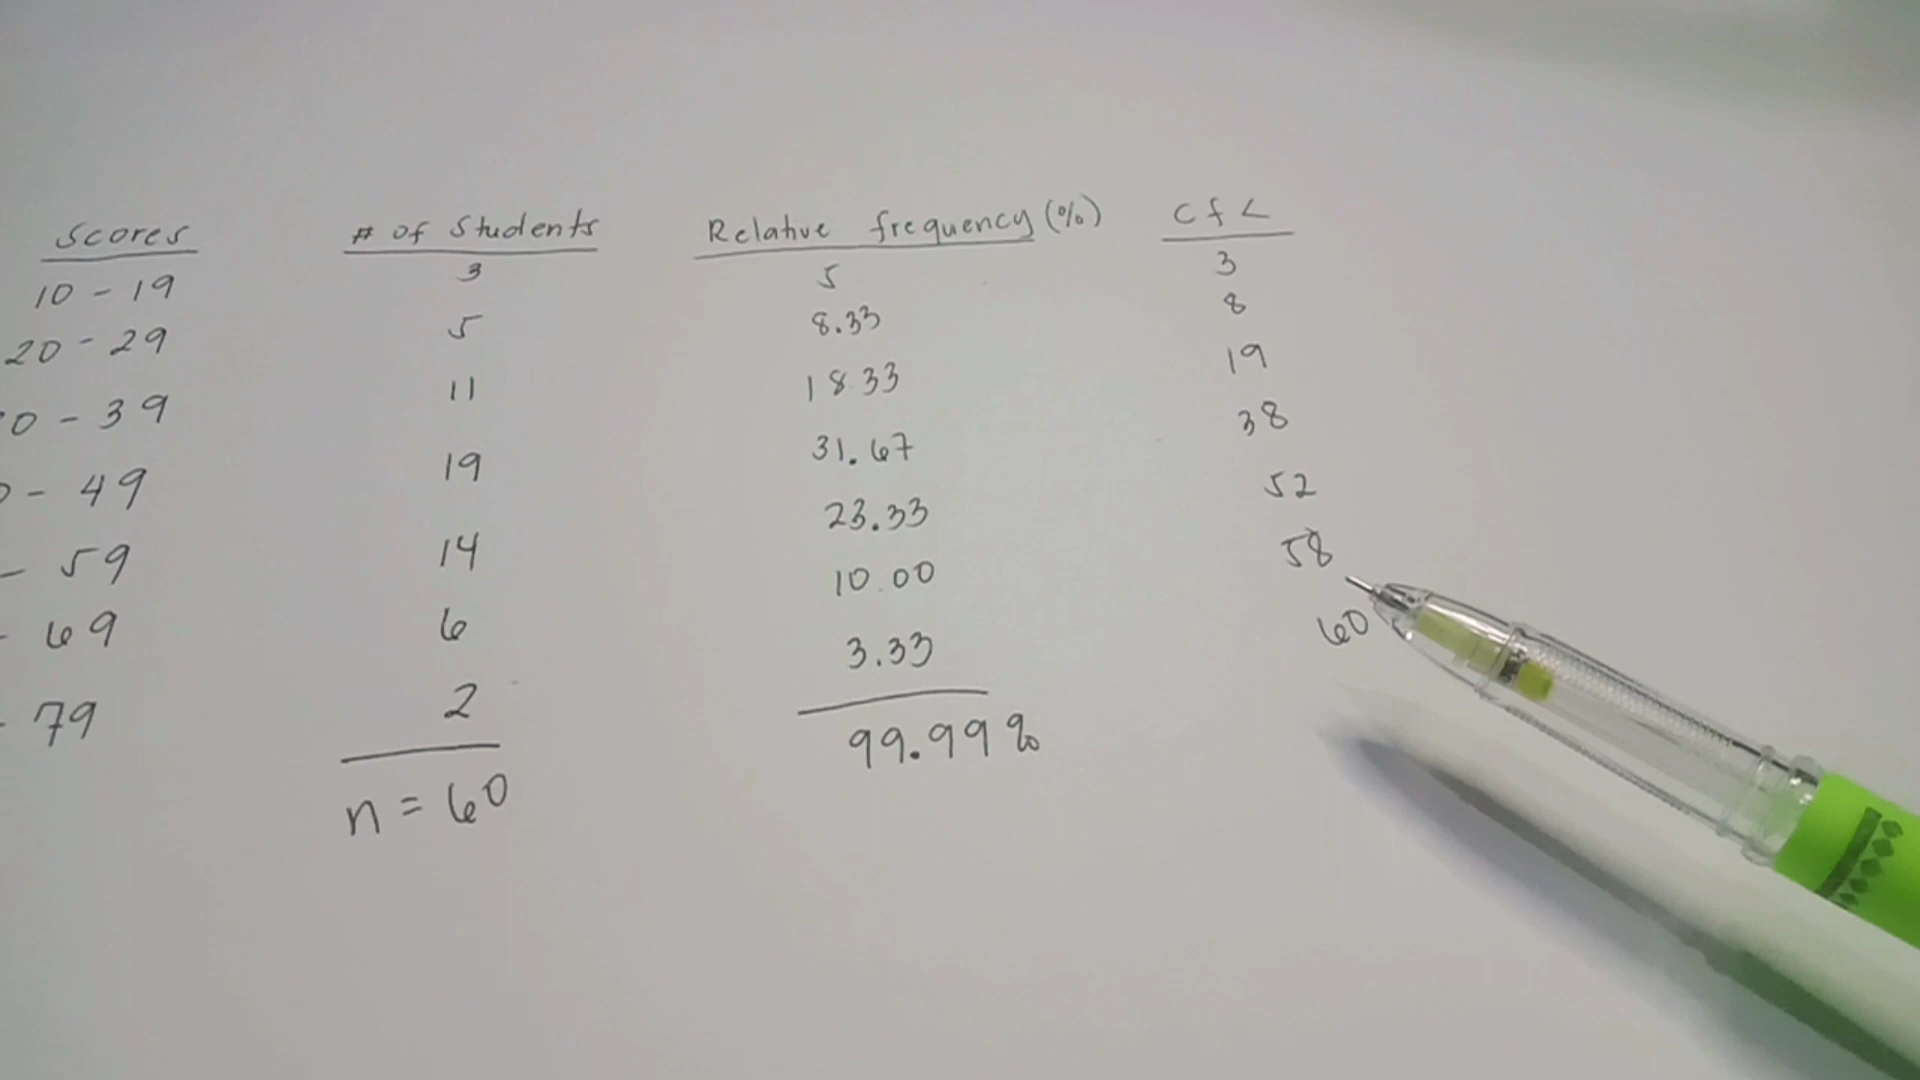 Scores # of Students Relative frequency (%) Cf <
10 - 19 3 5 3
20 - 29 5 8.33 8
0 - 39 11 18.33 19
0 - 49 19 31.67 38
- 59 14 23.33 52
- 69 6 10.00 58
- 79 2 3.33 60
n = 60 99.99%